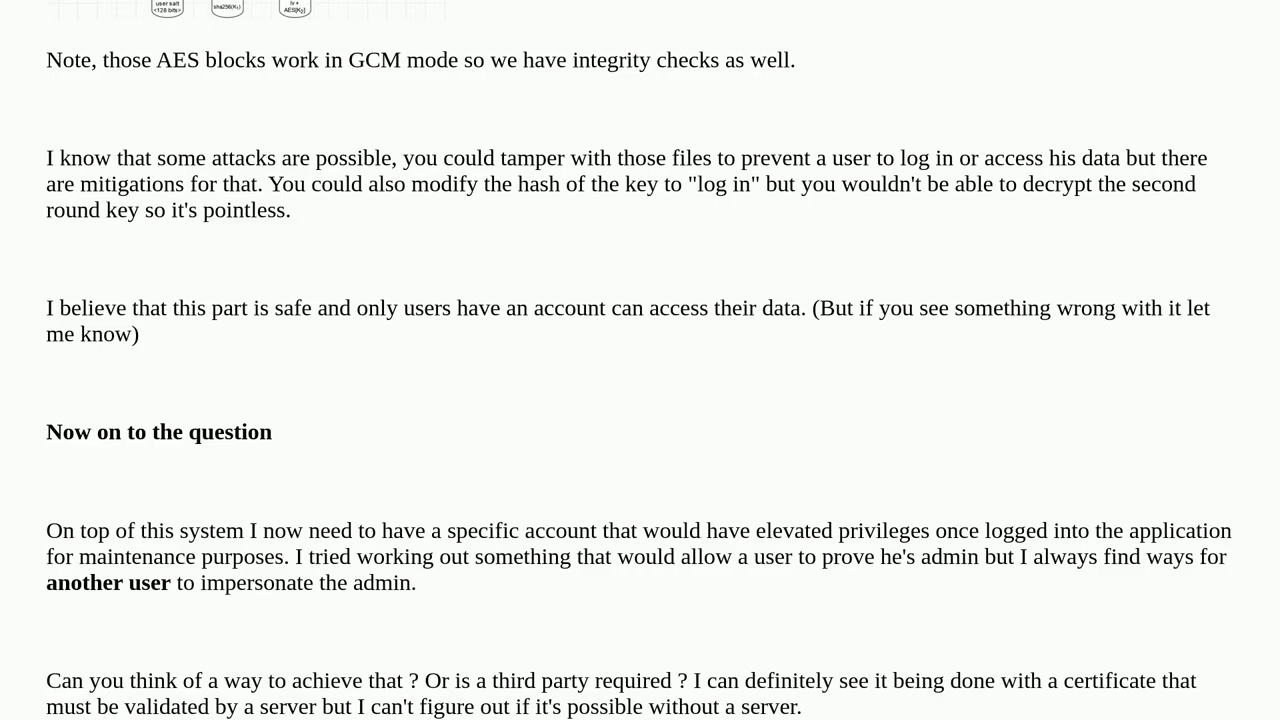 user salt
<128 bits>
sha256(K₁)
iv +
AES[K₂]
Note, those AES blocks work in GCM mode so we have integrity checks as well.
I know that some attacks are possible, you could tamper with those files to prevent a user to log in or access his data but there
are mitigations for that. You could also modify the hash of the key to "log in" but you wouldn't be able to decrypt the second
round key so it's pointless.
I believe that this part is safe and only users have an account can access their data. (But if you see something wrong with it let
me know)
Now on to the question
On top of this system I now need to have a specific account that would have elevated privileges once logged into the application
for maintenance purposes. I tried working out something that would allow a user to prove he's admin but I always find ways for
another user to impersonate the admin.
Can you think of a way to achieve that ? Or is a third party required ? I can definitely see it being done with a certificate that
must be validated by a server but I can't figure out if it's possible without a server.